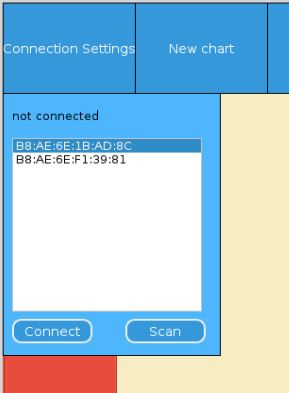 Connection Settings
New chart
not connected
B8:AE:6E:1B:AD:8C
B8:AE:6E:F1:39:81
Connect
Scan